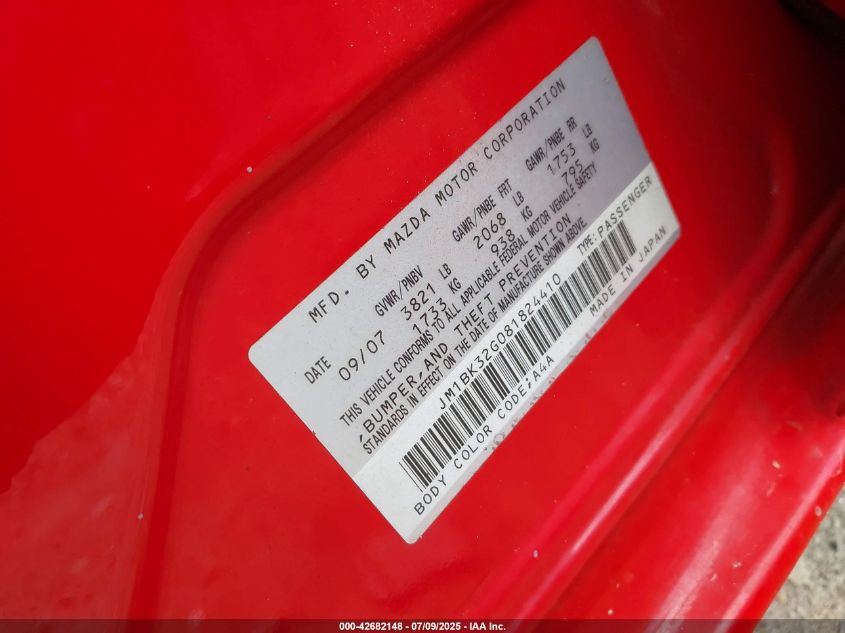 MFD. BY MAZDA MOTOR CORPORATION
DATE GVWR/PNBV GAWR/PNBE FRT GAWR/PNBE RR
09/07 3821 LB 2068 LB 1753 LB
1733 KG 938 KG 795 KG
THIS VEHICLE CONFORMS TO ALL APPLICABLE FEDERAL MOTOR VEHICLE SAFETY
,BUMPER,AND THEFT PREVENTION
STANDARDS IN EFFECT ON THE DATE OF MANUFACTURE SHOWN ABOVE
JM1BK32G081824410 TYPE:PASSENGER
BODY COLOR CODE;A4A MADE IN JAPAN
000-42682148 - 07/09/2025 - IAA Inc.